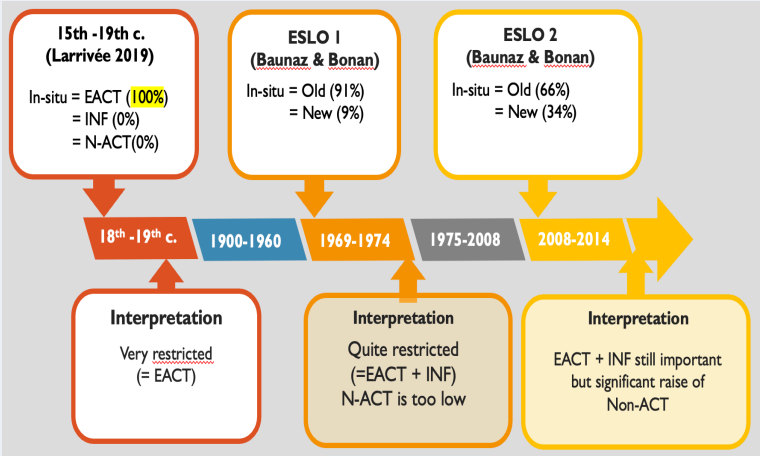 15th -19th c.
(Larrivée 2019)
In-situ = EACT (100%)
= INF (0%)
= N-ACT(0%)
ESLO 1
(Baunaz & Bonan)
In-situ = Old (91%)
= New (9%)
ESLO 2
(Baunaz & Bonan)
In-situ = Old (66%)
= New (34%)
18th -19th c.
1900-1960
1969-1974
1975-2008
2008-2014
Interpretation
Very restricted
(= EACT)
Interpretation
Quite restricted
(=EACT + INF)
N-ACT is too low
Interpretation
EACT + INF still important
but significant raise of
Non-ACT